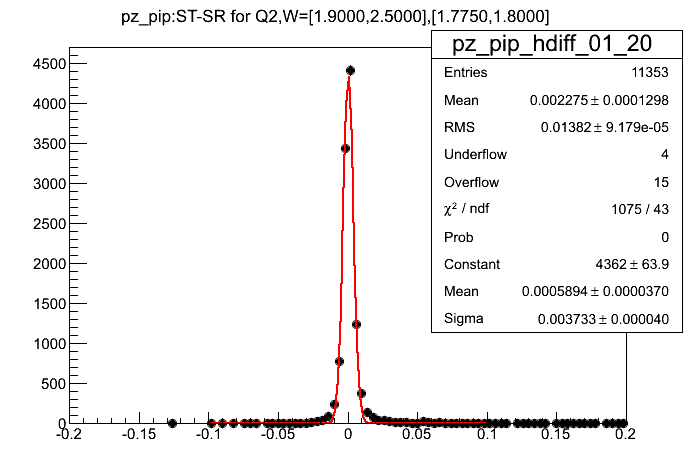 pz_pip:ST-SR for Q2,W=[1.9000,2.5000],[1.7750,1.8000]
pz_pip_hdiff_01_20
Entries 11353
Mean 0.002275 ± 0.0001298
RMS 0.01382 ± 9.179e-05
Underflow 4
Overflow 15
χ² / ndf 1075 / 43
Prob 0
Constant 4362 ± 63.9
Mean 0.0005894 ± 0.0000370
Sigma 0.003733 ± 0.000040
4500
4000
3500
3000
2500
2000
1500
1000
500
0
-0.2 -0.15 -0.1 -0.05 0 0.05 0.1 0.15 0.2